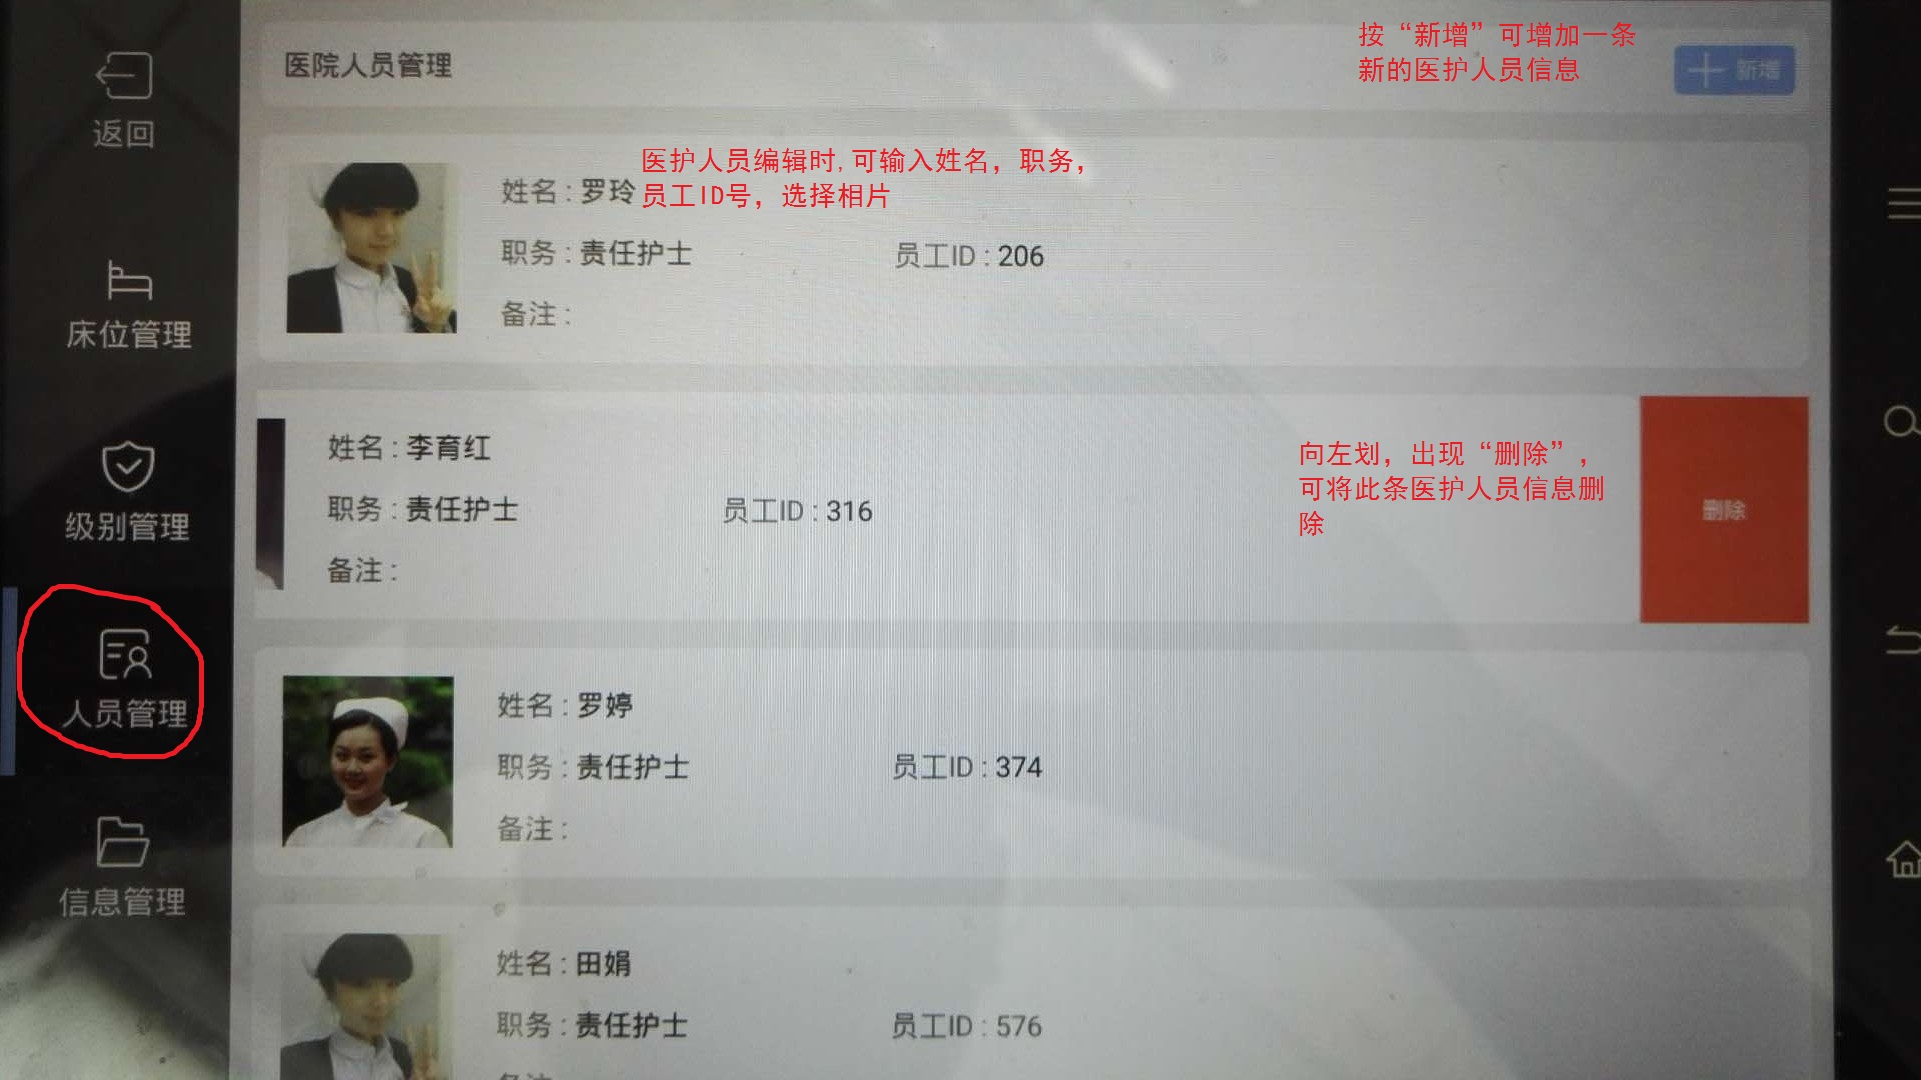 返回
床位管理
级别管理
人员管理
信息管理
医院人员管理
按“新增”可增加一条
新的医护人员信息
新增
医护人员编辑时,可输入姓名，职务，
员工ID号，选择相片
姓名 : 罗玲
职务 : 责任护士
员工ID : 206
备注 :
姓名 : 李育红
职务 : 责任护士
员工ID : 316
备注 :
向左划，出现“删除”，
可将此条医护人员信息删
除
删除
姓名 : 罗婷
职务 : 责任护士
员工ID : 374
备注 :
姓名 : 田娟
职务 : 责任护士
员工ID : 576